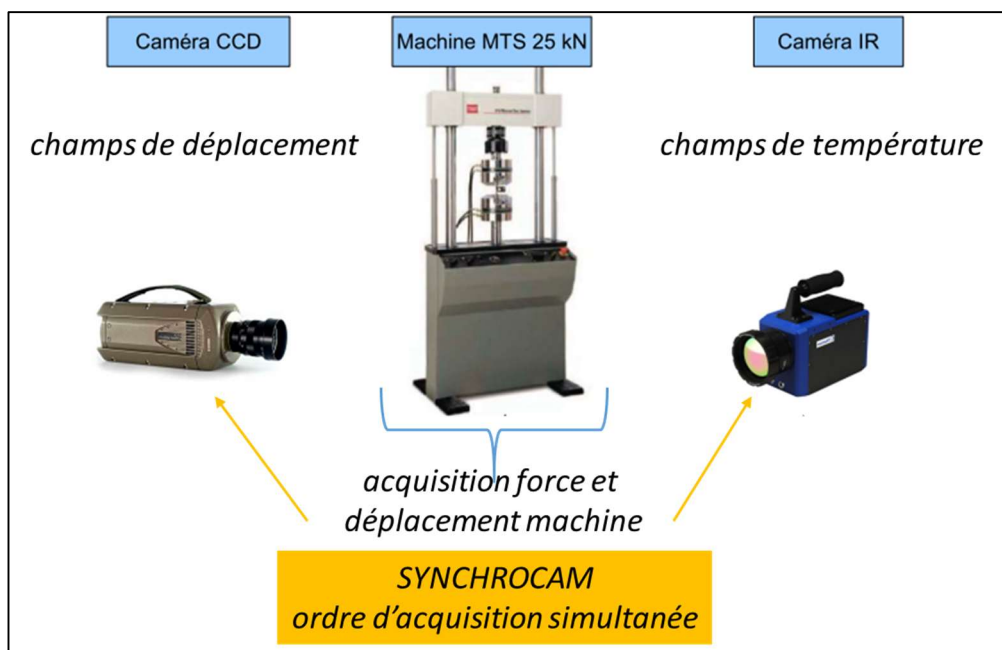 Caméra CCD
Machine MTS 25 kN
Caméra IR
champs de déplacement
champs de température
acquisition force et
déplacement machine
SYNCHROCAM
ordre d’acquisition simultanée